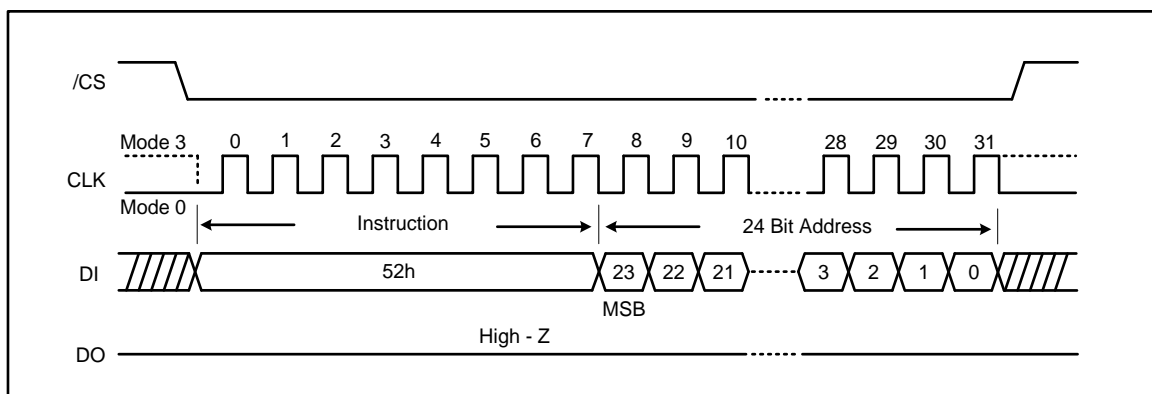 /CS
Mode 3 0 1 2 3 4 5 6 7 8 9 10 28 29 30 31
CLK
Mode 0
Instruction 24 Bit Address
DI 52h 23 22 21 3 2 1 0
MSB
High - Z
DO